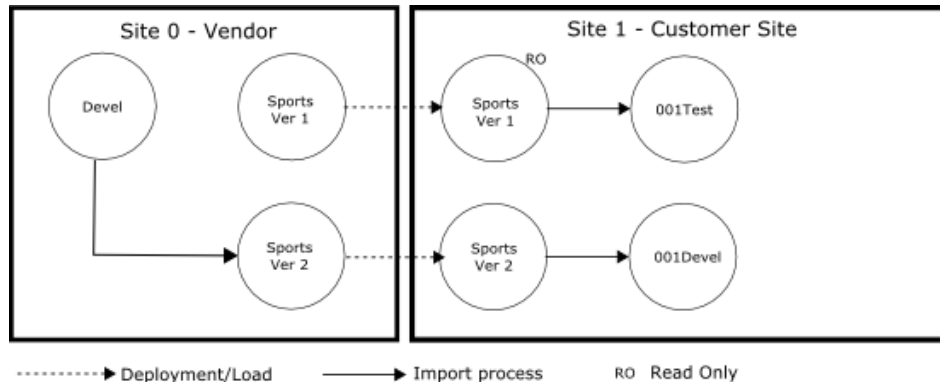 Site 0 - Vendor
Site 1 - Customer Site
RO
Devel
Sports
Ver 1
Sports
Ver 1
001Test
Sports
Ver 2
Sports
Ver 2
001Devel
Deployment/Load
Import process
RO Read Only